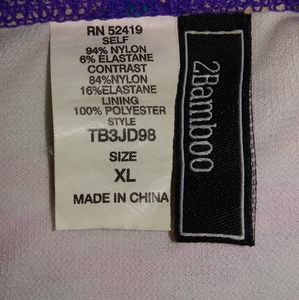 RN 52419
SELF
94% NYLON
6% ELASTANE
CONTRAST
84%NYLON
16%ELASTANE
LINING
100% POLYESTER
STYLE
TB3JD98
SIZE
XL
MADE IN CHINA
2Bamboo